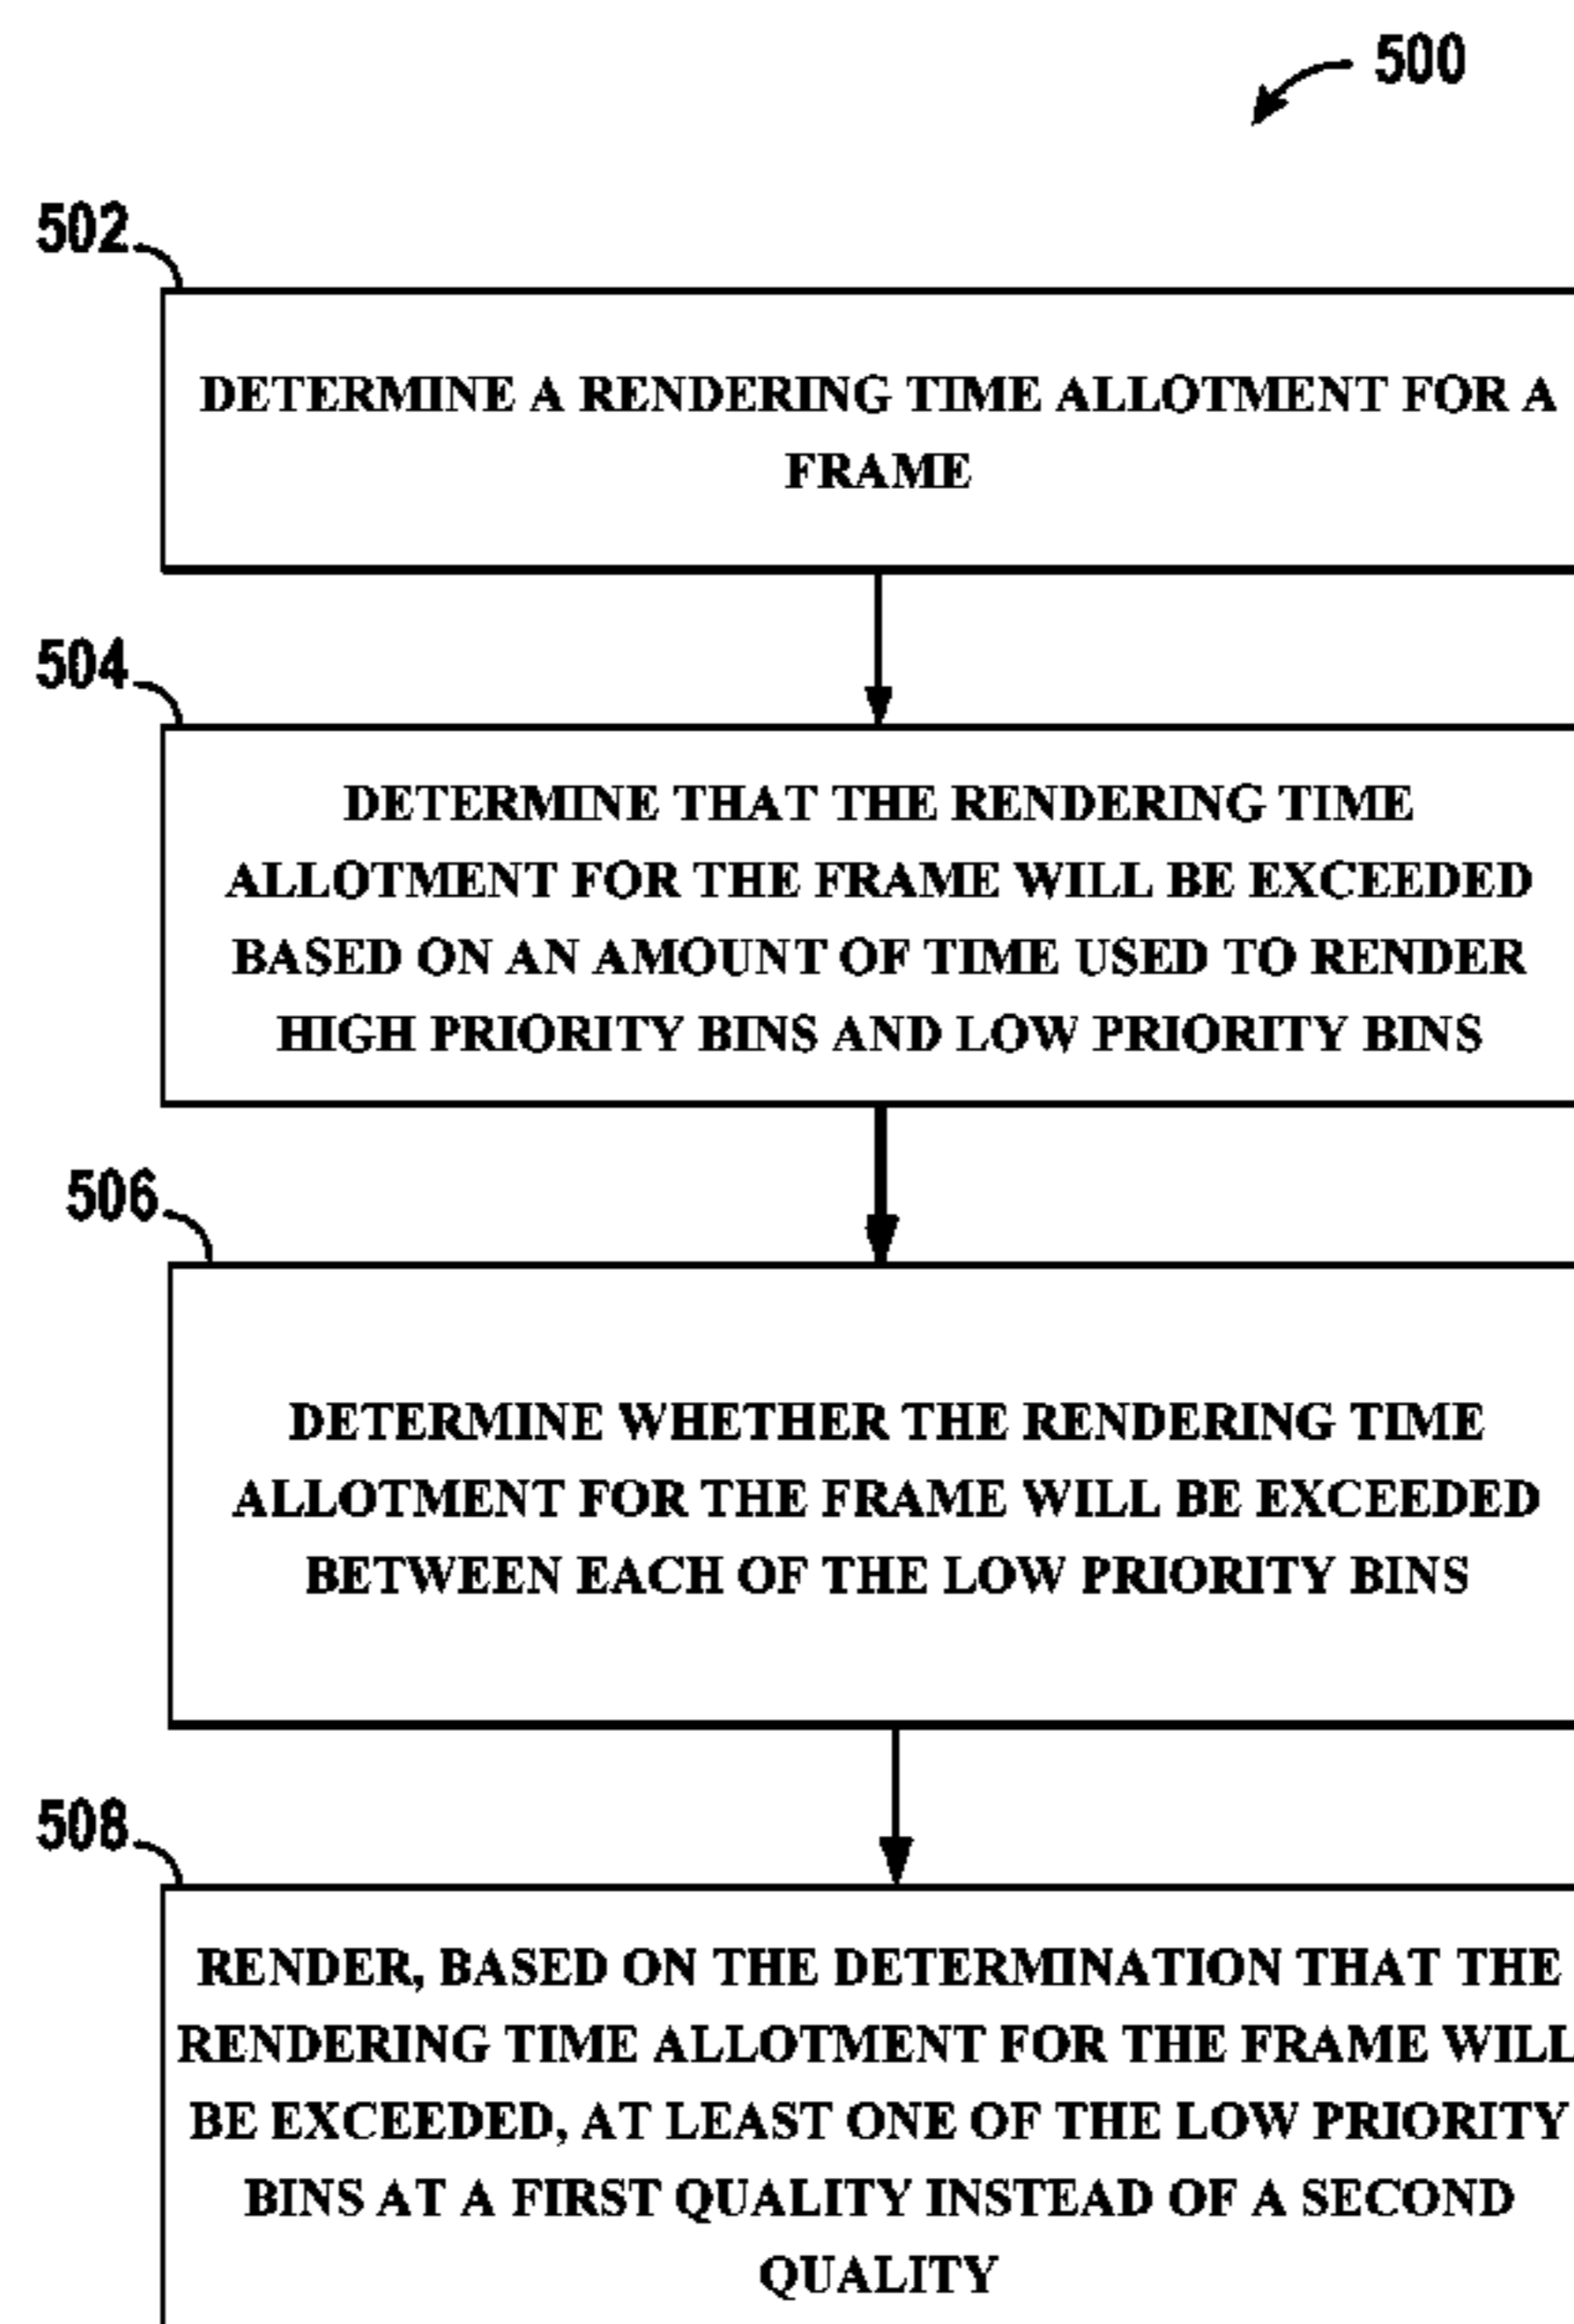 500
502
DETERMINE A RENDERING TIME ALLOTMENT FOR A
FRAME
504
DETERMINE THAT THE RENDERING TIME
ALLOTMENT FOR THE FRAME WILL BE EXCEEDED
BASED ON AN AMOUNT OF TIME USED TO RENDER
HIGH PRIORITY BINS AND LOW PRIORITY BINS
506
DETERMINE WHETHER THE RENDERING TIME
ALLOTMENT FOR THE FRAME WILL BE EXCEEDED
BETWEEN EACH OF THE LOW PRIORITY BINS
508
RENDER, BASED ON THE DETERMINATION THAT THE
RENDERING TIME ALLOTMENT FOR THE FRAME WILL
BE EXCEEDED, AT LEAST ONE OF THE LOW PRIORITY
BINS AT A FIRST QUALITY INSTEAD OF A SECOND
QUALITY